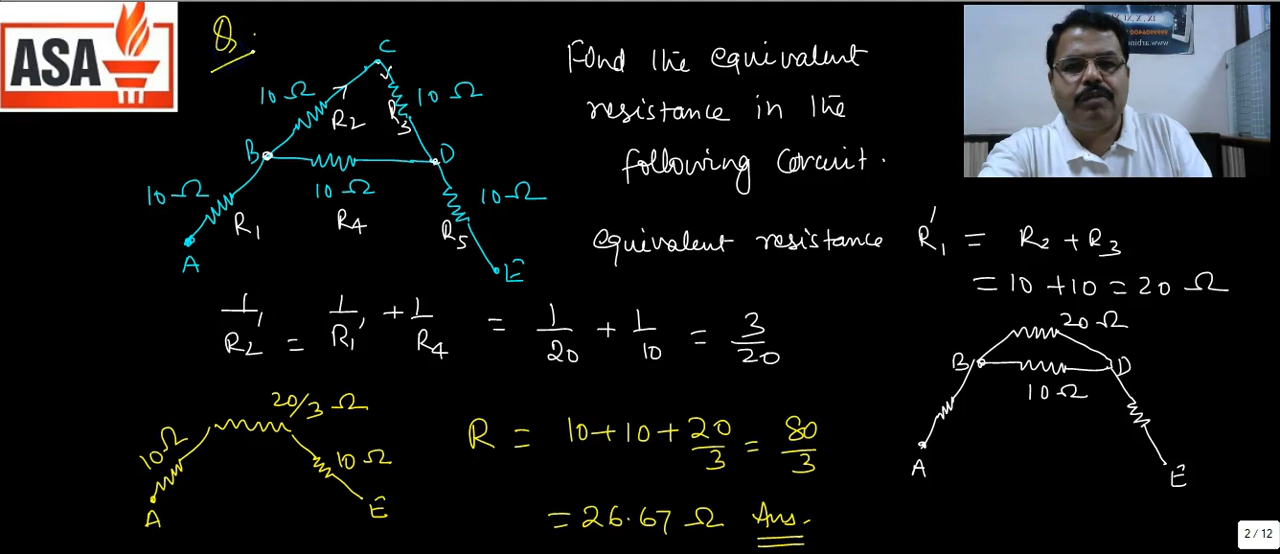 ASA
Q.
Find the equivalent
resistance in the
following circuit.
C
10 Ω
R2
10 Ω
R3
B
D
10 Ω
R1
10 Ω
R4
10 Ω
R5
A
E
equivalent resistance R1' = R2 + R3
= 10 + 10 = 20 Ω
1/R2' = 1/R1' + 1/R4 = 1/20 + 1/10 = 3/20
20 Ω
B
D
10 Ω
A
E
20/3 Ω
10 Ω
10 Ω
A
E
R = 10 + 10 + 20/3 = 80/3
= 26.67 Ω Ans.
2 / 12